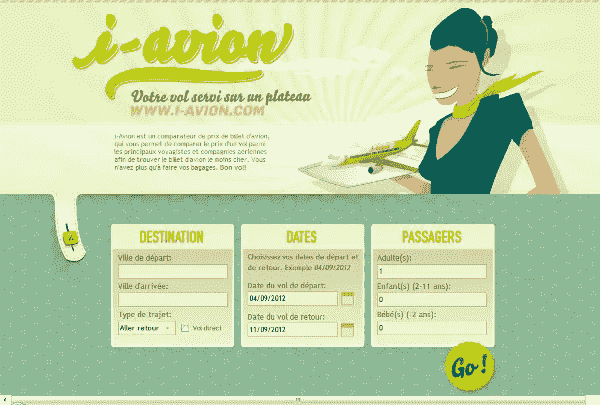 i-avion
Votre vol servi sur un plateau
WWW.I-AVION.COM
i-Avion est un comparateur de prix de billet d'avion,
qui vous permet de comparer le prix d'un vol parmi
les principaux voyagistes et compagnies aériennes
afin de trouver le billet d'avion le moins cher. Vous
n'avez plus qu'à faire vos bagages. Bon vol!
DESTINATION
Ville de départ:
Ville d'arrivée:
Type de trajet:
Aller retour
Vol direct
DATES
Choisissez vos dates de départ et
de retour. Exemple 04/09/2012
Date du vol de départ:
04/09/2012
Date du vol de retour:
11/09/2012
PASSAGERS
Adulte(s):
1
Enfant(s) (2-11 ans):
0
Bébé(s) (-2 ans):
0
Go !